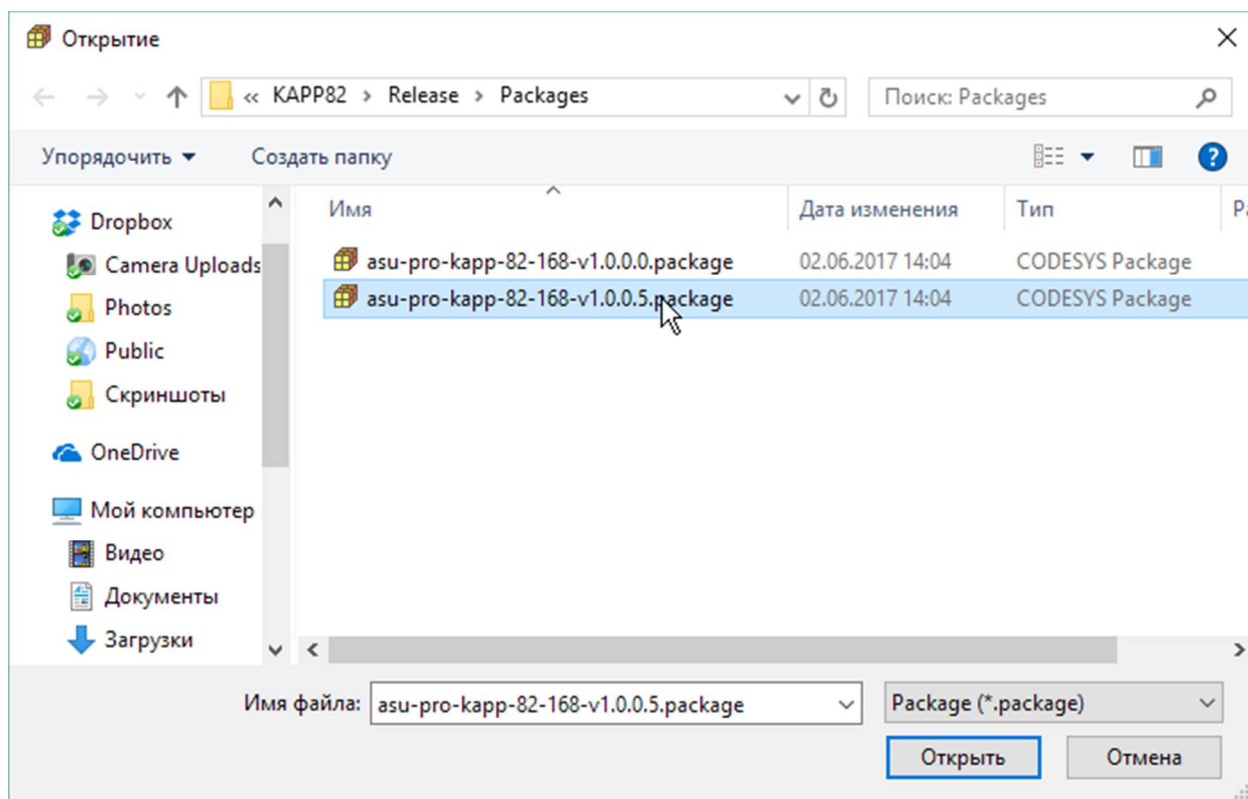 Открытие
« KAPP82 › Release › Packages
Поиск: Packages
Упорядочить
Создать папку
Имя
Дата изменения
Тип
Dropbox
Camera Uploads
Photos
Public
Скриншоты
OneDrive
Мой компьютер
Видео
Документы
Загрузки
asu-pro-kapp-82-168-v1.0.0.0.package 02.06.2017 14:04 CODESYS Package
asu-pro-kapp-82-168-v1.0.0.5.package 02.06.2017 14:04 CODESYS Package
Имя файла: asu-pro-kapp-82-168-v1.0.0.5.package
Package (*.package)
Открыть
Отмена